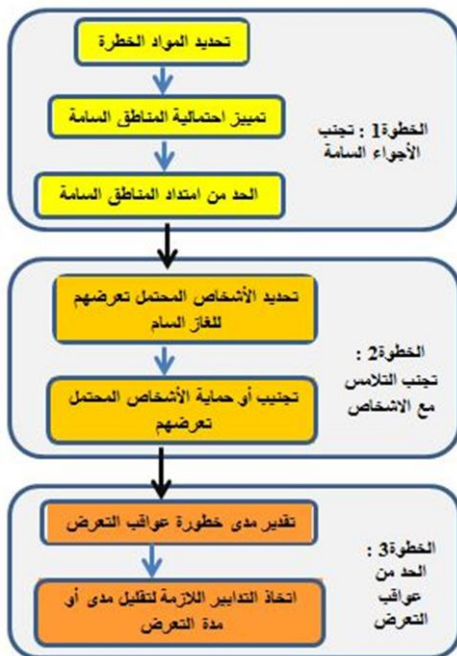 تحديد المواد الخطرة
تمييز احتمالية المناطق السامة
الحد من امتداد المناطق السامة
الخطوة1 : تجنب
الأجواء السامة
تحديد الأشخاص المحتمل تعرضهم
للغاز السام
تجنيب أو حماية الأشخاص المحتمل
تعرضهم
الخطوة2 :
تجنب التلامس
مع الاشخاص
تقدير مدى خطورة عواقب التعرض
اتخاذ التدابير اللازمة لتقليل مدى أو
مدة التعرض
الخطوة3 :
الحد من
عواقب
التعرض